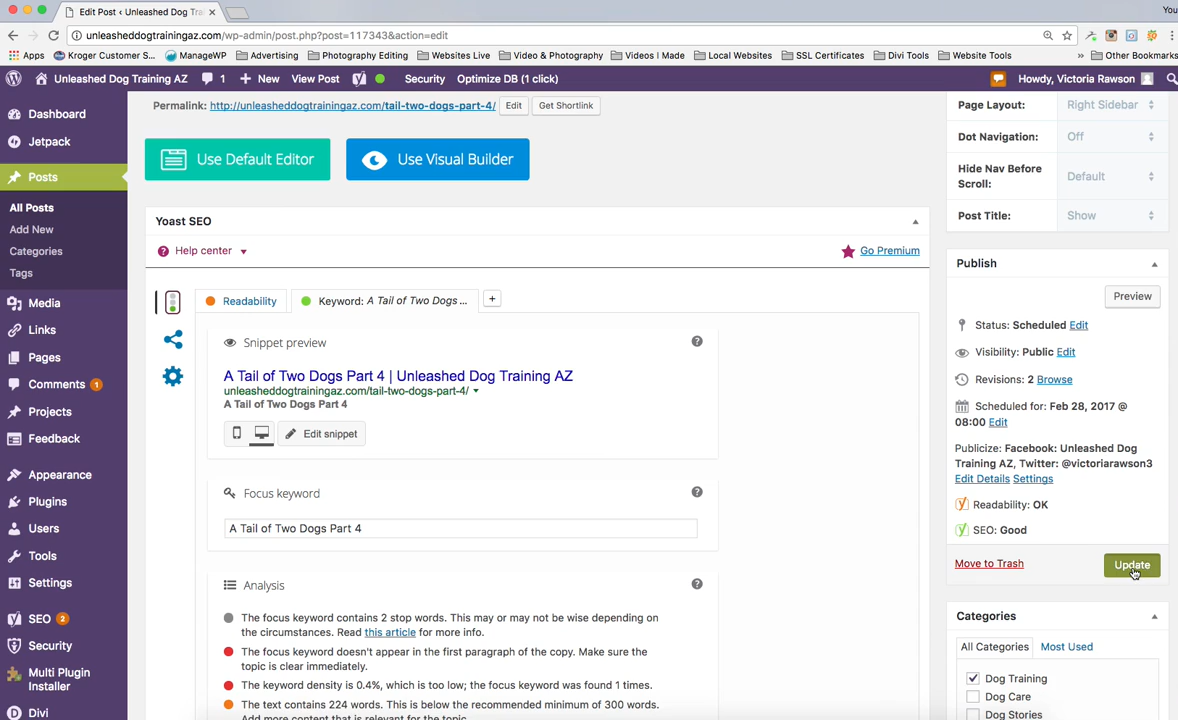 Edit Post ‹ Unleashed Dog Tra
You
unleasheddogtrainingaz.com/wp-admin/post.php?post=117343&action=edit
Apps
Kroger Customer S...
ManageWP
Advertising
Photography Editing
Websites Live
Video & Photography
Videos I Made
Local Websites
SSL Certificates
Divi Tools
Website Tools
»
Other Bookmarks
Unleashed Dog Training AZ
1
New
View Post
Security
Optimize DB (1 click)
Howdy, Victoria Rawson
Dashboard
Jetpack
Posts
All Posts
Add New
Categories
Tags
Media
Links
Pages
Comments 1
Projects
Feedback
Appearance
Plugins
Users
Tools
Settings
SEO 2
Security
Multi Plugin
Installer
Divi
Permalink: http://unleasheddogtrainingaz.com/tail-two-dogs-part-4/
Edit
Get Shortlink
Use Default Editor
Use Visual Builder
Yoast SEO
Help center
Go Premium
Readability
Keyword: A Tail of Two Dogs ...
+
Snippet preview
A Tail of Two Dogs Part 4 | Unleashed Dog Training AZ
unleasheddogtrainingaz.com/tail-two-dogs-part-4/
A Tail of Two Dogs Part 4
Edit snippet
Focus keyword
A Tail of Two Dogs Part 4
Analysis
The focus keyword contains 2 stop words. This may or may not be wise depending on
the circumstances. Read this article for more info.
The focus keyword doesn't appear in the first paragraph of the copy. Make sure the
topic is clear immediately.
The keyword density is 0.4%, which is too low; the focus keyword was found 1 times.
The text contains 224 words. This is below the recommended minimum of 300 words.
Add more content that is relevant for the topic.
Page Layout:
Right Sidebar
Dot Navigation:
Off
Hide Nav Before
Scroll:
Default
Post Title:
Show
Publish
Preview
Status: Scheduled Edit
Visibility: Public Edit
Revisions: 2 Browse
Scheduled for: Feb 28, 2017 @
08:00 Edit
Publicize: Facebook: Unleashed Dog
Training AZ, Twitter: @victoriarawson3
Edit Details Settings
Readability: OK
SEO: Good
Move to Trash
Update
Categories
All Categories
Most Used
Dog Training
Dog Care
Dog Stories